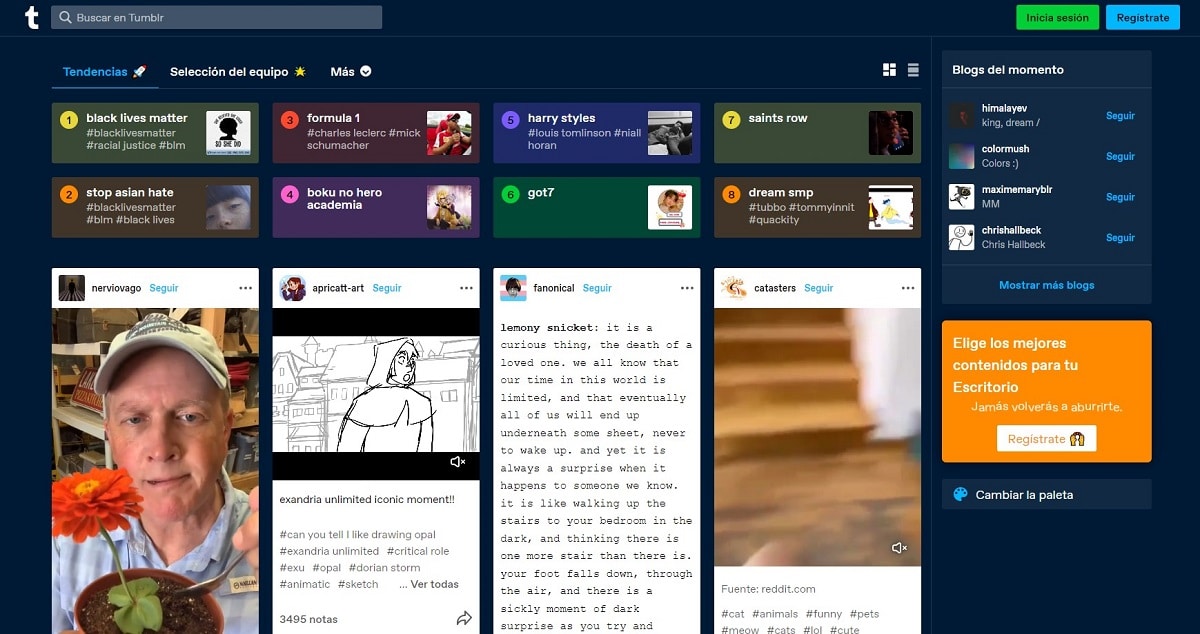 t
Buscar en Tumblr
Inicia sesión
Regístrate
Tendencias
Selección del equipo
Más
1
black lives matter
#blacklivesmatter
#racial justice #blm
SO SHE DID
3
formula 1
#charles leclerc #mick
schumacher
5
harry styles
#louis tomlinson #niall
horan
7
saints row
2
stop asian hate
#blacklivesmatter
#blm #black lives
4
boku no hero
academia
6
got7
8
dream smp
#tubbo #tommyinnit
#quackity
nerviovago
Seguir
apricatt-art
Seguir
exandria unlimited iconic moment!!
#can you tell I like drawing opal
#exandria unlimited #critical role
#exu #opal #dorian storm
#animatic #sketch ... Ver todas
3495 notas
fanonical
Seguir
lemony snicket: it is a
curious thing, the death of a
loved one. we all know that
our time in this world is
limited, and that eventually
all of us will end up
underneath some sheet, never
to wake up. and yet it is
always a surprise when it
happens to someone we know.
it is like walking up the
stairs to your bedroom in the
dark, and thinking there is
one more stair than there is.
your foot falls down, through
the air, and there is a
sickly moment of dark
surprise as you try and
catasters
Seguir
Fuente: reddit.com
#cat #animals #funny #pets
#meow #cats #lol #cute
Blogs del momento
himalayev
king, dream /
Seguir
colormush
Colors :)
Seguir
maximemaryblr
MM
Seguir
chrishallbeck
Chris Hallbeck
Seguir
Mostrar más blogs
Elige los mejores
contenidos para tu
Escritorio
Jamás volverás a aburrirte.
Regístrate
Cambiar la paleta